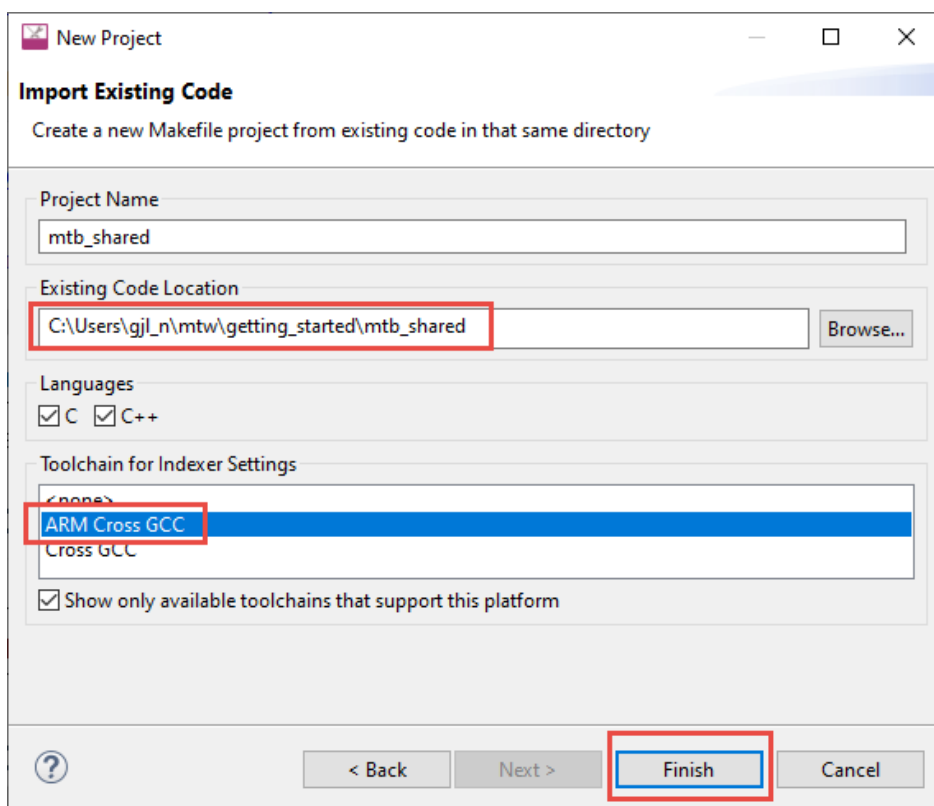 New Project
Import Existing Code
Create a new Makefile project from existing code in that same directory
Project Name
mtb_shared
Existing Code Location
C:\Users\gjl_n\mtw\getting_started\mtb_shared
Browse...
Languages
C C++
Toolchain for Indexer Settings
<none>
ARM Cross GCC
Cross GCC
Show only available toolchains that support this platform
? < Back Next > Finish Cancel